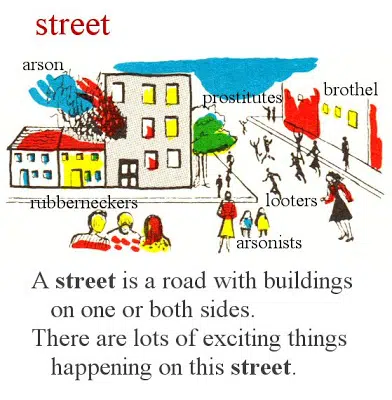 street
arson
prostitutes
brothel
rubberneckers
looters
arsonists
A street is a road with buildings
on one or both sides.
There are lots of exciting things
happening on this street.